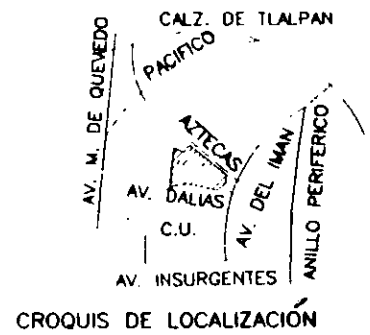 CALZ. DE TLALPAN
AV. M. DE QUEVEDO
PACIFICO
AZTECAS
AV. DALIAS
C.U.
AV. DEL IMAN
ANILLO PERIFERICO
AV. INSURGENTES
CROQUIS DE LOCALIZACIÓN